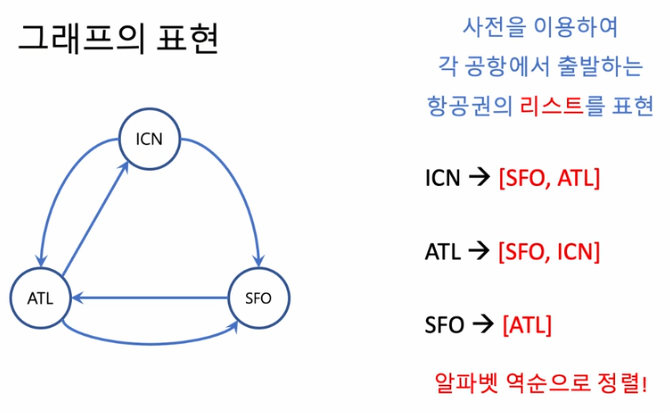 그래프의 표현
사전을 이용하여
각 공항에서 출발하는
항공권의 리스트를 표현
ICN
ATL
SFO
ICN → [SFO, ATL]
ATL → [SFO, ICN]
SFO → [ATL]
알파벳 역순으로 정렬!